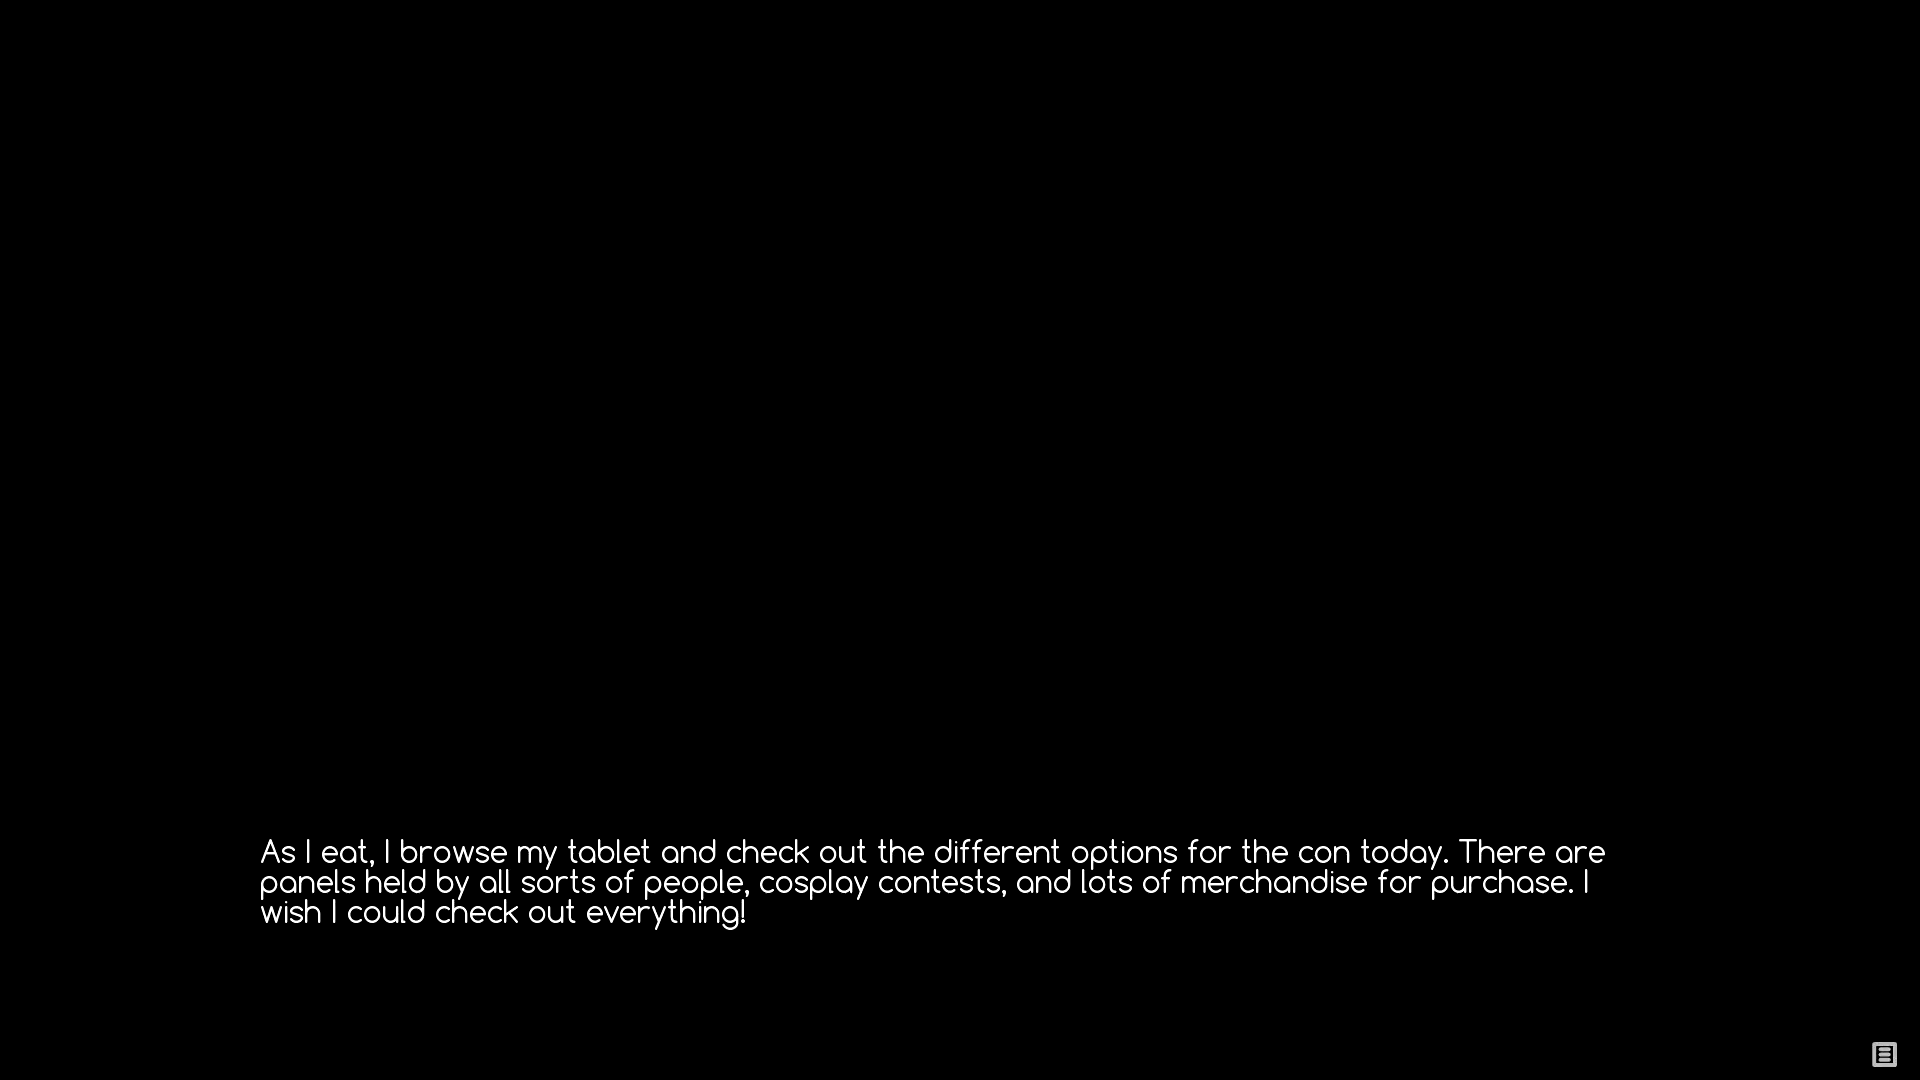 As I eat, I browse my tablet and check out the different options for the con today. There are
panels held by all sorts of people, cosplay contests, and lots of merchandise for purchase. I
wish I could check out everything!